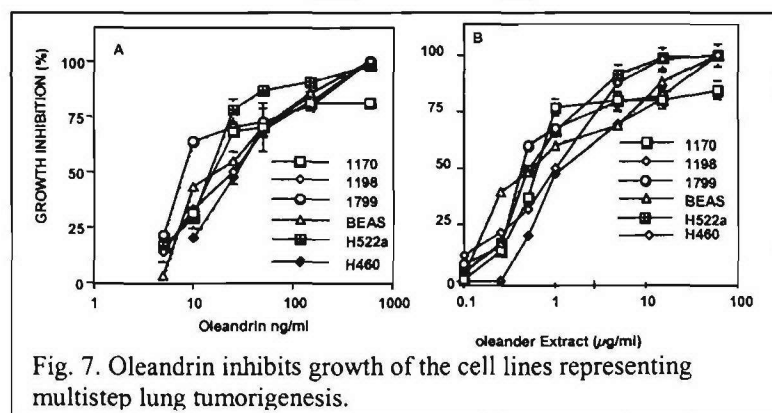 A
GROWTH INHIBITION (%)
100
75
50
25
0
1 10 100 1000
Oleandrin ng/ml
1170
1198
1799
BEAS
H522a
H460
B
100
75
50
25
0
0.1 1 10 100
oleander Extract (µg/ml)
1170
1198
1799
BEAS
H522a
H460
Fig. 7. Oleandrin inhibits growth of the cell lines representing
multistep lung tumorigenesis.